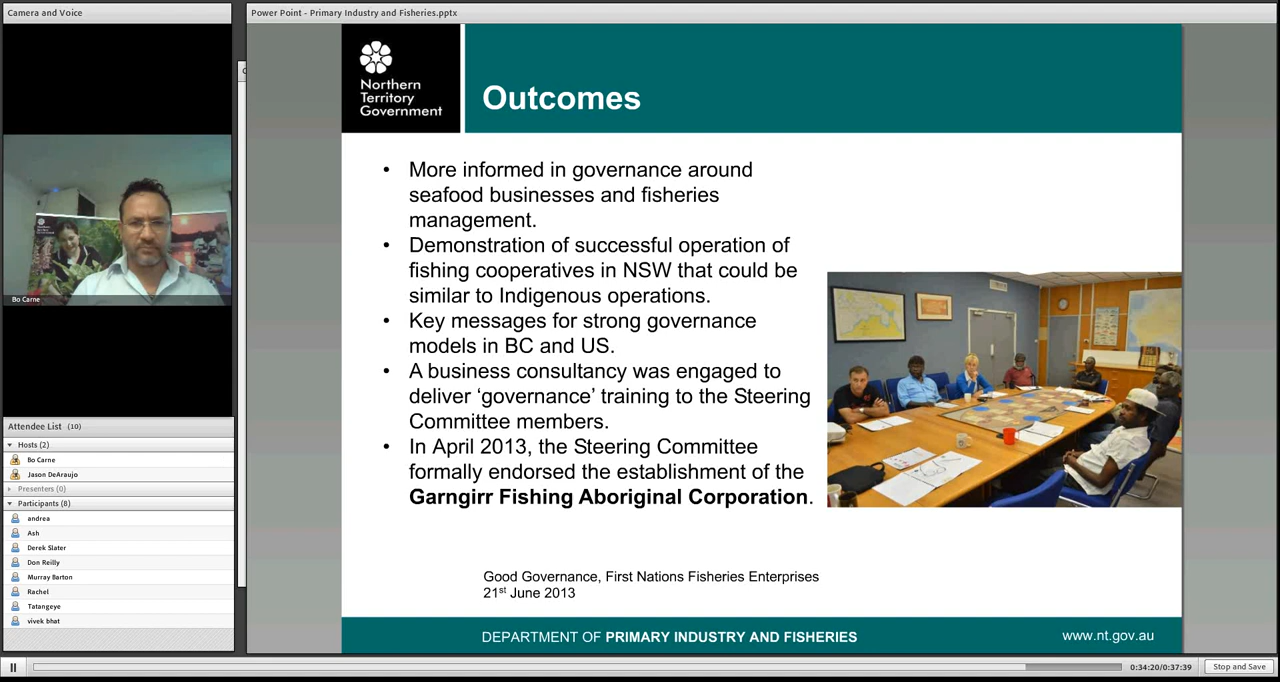 Camera and Voice
Bo Carne
Attendee List (10)
Hosts (2)
Bo Carne
Jason DeAraujo
Presenters (0)
Participants (8)
andrea
Ash
Derek Slater
Don Reilly
Murray Barton
Rachel
Tatangeye
vivek bhat
Power Point - Primary Industry and Fisheries.pptx
Northern
Territory
Government
Outcomes
• More informed in governance around
seafood businesses and fisheries
management.
• Demonstration of successful operation of
fishing cooperatives in NSW that could be
similar to Indigenous operations.
• Key messages for strong governance
models in BC and US.
• A business consultancy was engaged to
deliver ‘governance’ training to the Steering
Committee members.
• In April 2013, the Steering Committee
formally endorsed the establishment of the
Garngirr Fishing Aboriginal Corporation.
Good Governance, First Nations Fisheries Enterprises
21st June 2013
DEPARTMENT OF PRIMARY INDUSTRY AND FISHERIES
www.nt.gov.au
0:34:20/0:37:39
Stop and Save